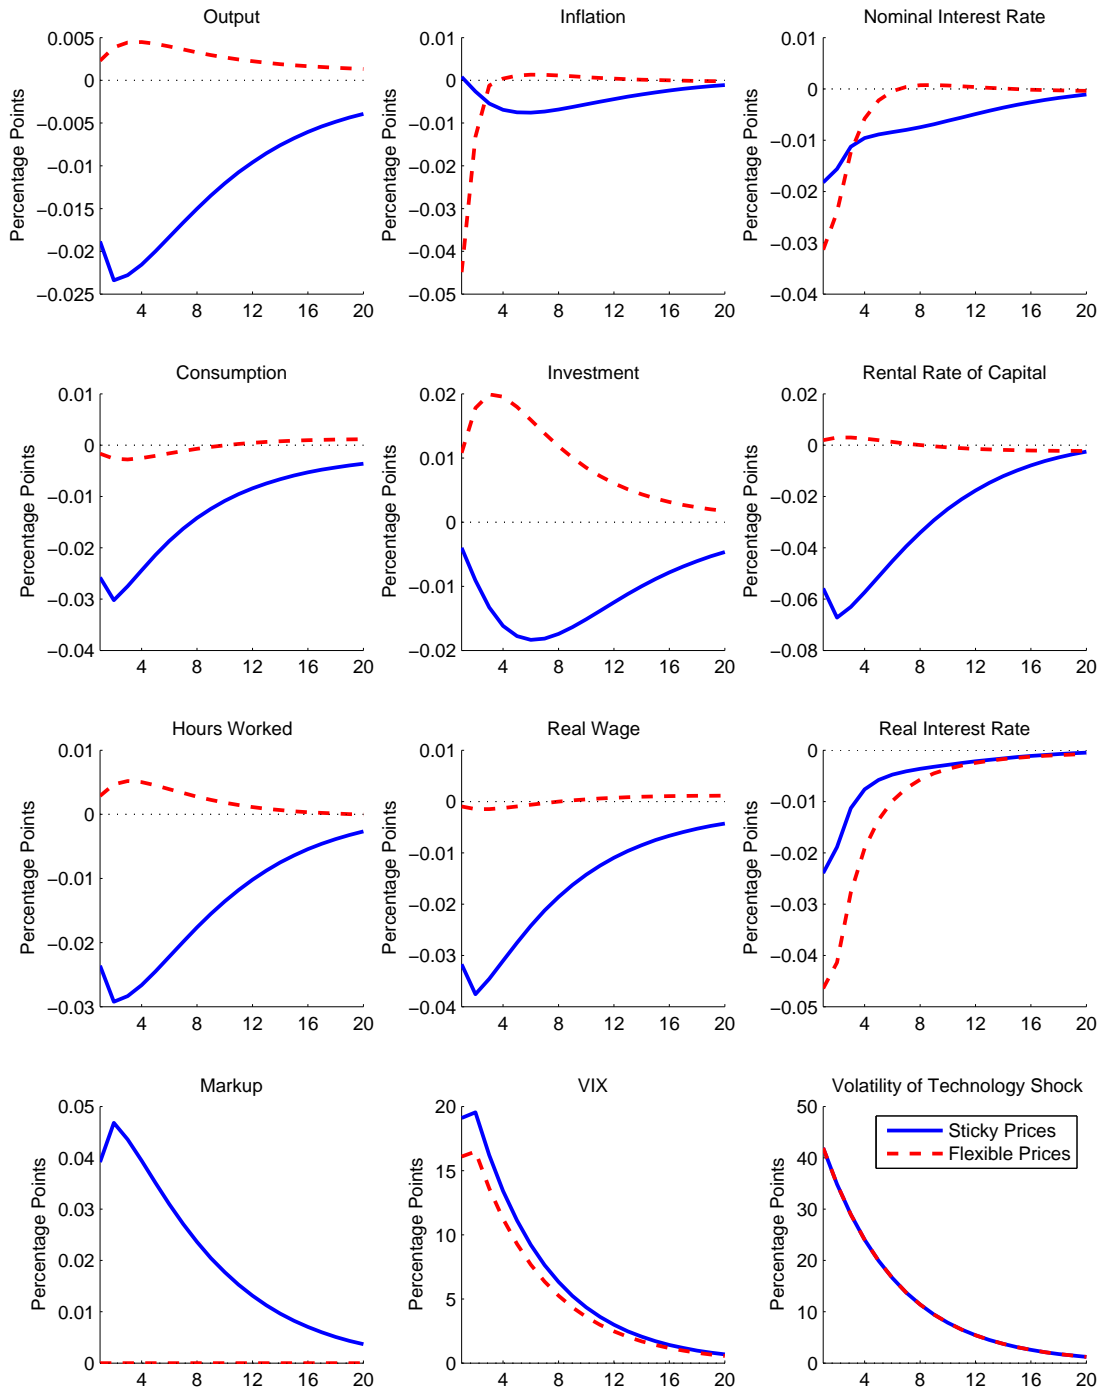 Output
Inflation
Nominal Interest Rate
Percentage Points
0.005
0
−0.005
−0.01
−0.015
−0.02
−0.025
4 8 12 16 20
Percentage Points
0.01
0
−0.01
−0.02
−0.03
−0.04
−0.05
4 8 12 16 20
Percentage Points
0.01
0
−0.01
−0.02
−0.03
−0.04
4 8 12 16 20
Consumption
Investment
Rental Rate of Capital
Percentage Points
0.01
0
−0.01
−0.02
−0.03
−0.04
4 8 12 16 20
Percentage Points
0.02
0.01
0
−0.01
−0.02
4 8 12 16 20
Percentage Points
0.02
0
−0.02
−0.04
−0.06
−0.08
4 8 12 16 20
Hours Worked
Real Wage
Real Interest Rate
Percentage Points
0.01
0
−0.01
−0.02
−0.03
4 8 12 16 20
Percentage Points
0.01
0
−0.01
−0.02
−0.03
−0.04
4 8 12 16 20
Percentage Points
0
−0.01
−0.02
−0.03
−0.04
−0.05
4 8 12 16 20
Markup
VIX
Volatility of Technology Shock
Percentage Points
0.05
0.04
0.03
0.02
0.01
0
4 8 12 16 20
Percentage Points
20
15
10
5
0
4 8 12 16 20
Percentage Points
50
40
30
20
10
0
4 8 12 16 20
Sticky Prices
Flexible Prices